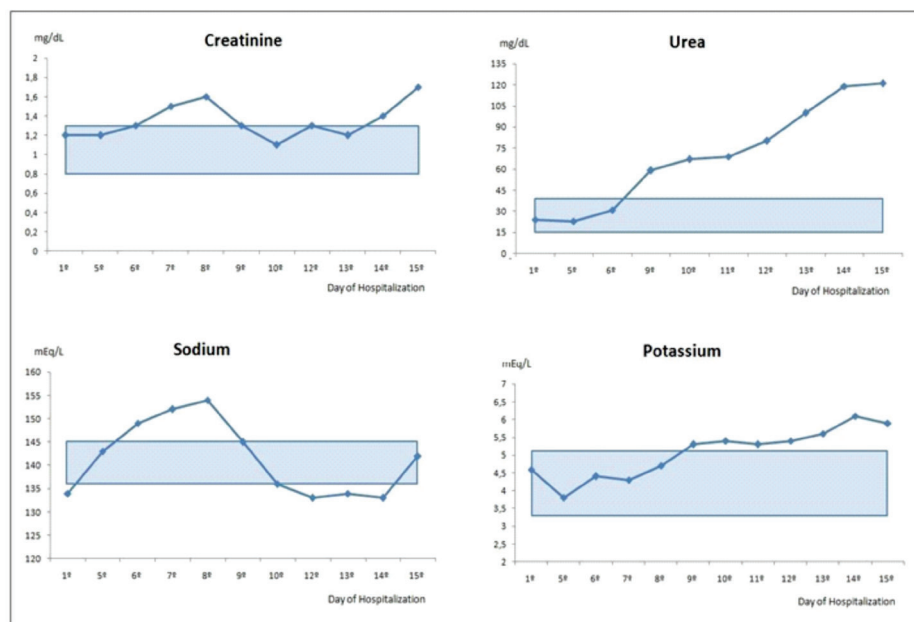 Creatinine
mg/dL
2
1,8
1,6
1,4
1,2
1
0,8
0,6
0,4
0,2
0
1º 5º 6º 7º 8º 9º 10º 12º 13º 14º 15º
Day of Hospitalization
Urea
mg/dL
135
120
105
90
75
60
45
30
15
0
1º 5º 6º 9º 10º 11º 12º 13º 14º 15º
Day of Hospitalization
Sodium
mEq/L
160
155
150
145
140
135
130
125
120
1º 5º 6º 7º 8º 9º 10º 12º 13º 14º 15º
Day of Hospitalization
Potassium
mEq/L
7
6,5
6
5,5
5
4,5
4
3,5
3
2,5
2
1º 5º 6º 7º 8º 9º 10º 11º 12º 13º 14º 15º
Day of Hospitalization